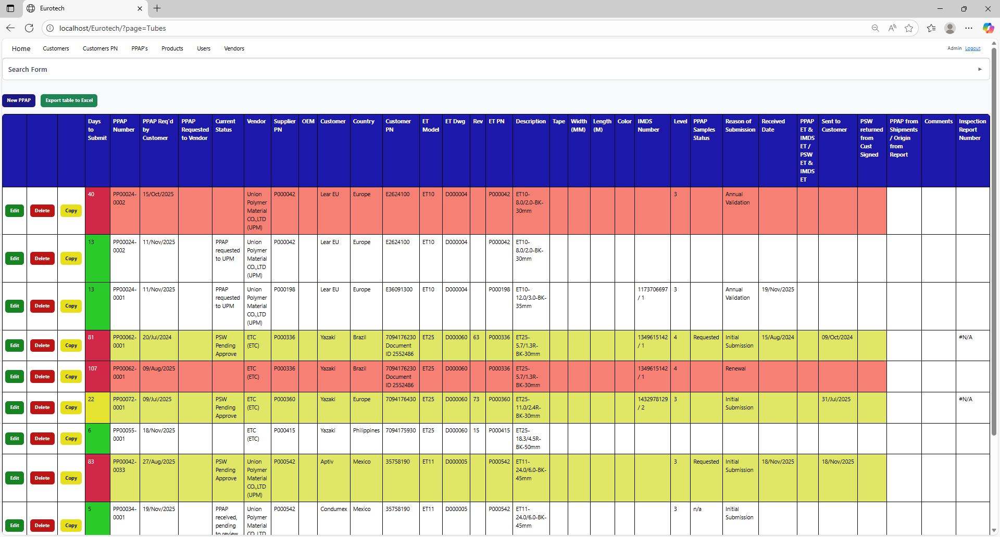 Eurotech
localhost/Eurotech/?page=Tubes
Home Customers Customers PN PPAP's Products Users Vendors Admin Logout
Search Form
New PPAP Export table to Excel
Days to Submit
PPAP Number
PPAP Req'd by Customer
PPAP Requested to Vendor
Current Status
Vendor
Supplier PN
OEM
Customer
Country
Customer PN
ET Model
ET Dwg
Rev
ET PN
Description
Tape
Width (MM)
Length (M)
Color
IMDS Number
Level
PPAP Samples Status
Reason of Submission
Received Date
PPAP ET & IMDS ET / PSW ET & IMDS ET
Sent to Customer
PSW returned from Cust Signed
PPAP from Shipments / Origin from Report
Comments
Inspection Report Number
Edit Delete Copy 40 PP00024-0002 15/Oct/2025 Union Polymer Material CO.,LTD (UPM) P000042 Lear EU Europe E2624100 ET10 D000004 P000042 ET10-8.0/2.0-BK-30mm 3 Annual Validation
Edit Delete Copy 13 PP00024-0002 11/Nov/2025 PPAP requested to UPM Union Polymer Material CO.,LTD (UPM) P000042 Lear EU Europe E2624100 ET10 D000004 P000042 ET10-8.0/2.0-BK-30mm
Edit Delete Copy 13 PP00024-0001 11/Nov/2025 PPAP requested to UPM Union Polymer Material CO.,LTD (UPM) P000198 Lear EU Europe E36091300 ET10 D000004 P000198 ET10-12.0/3.0-BK-35mm 1173706697 / 1 3 Annual Validation 19/Nov/2025
Edit Delete Copy 81 PP00062-0001 20/Jul/2024 PSW Pending Approve ETC (ETC) P000336 Yazaki Brazil 7094176230 Document ID 2552486 ET25 D000060 63 P000336 ET25-5.7/1.3R-BK-30mm 1349615142 / 1 4 Requested Initial Submission 15/Aug/2024 09/Oct/2024 #N/A
Edit Delete Copy 107 PP00062-0001 09/Aug/2025 ETC (ETC) P000336 Yazaki Brazil 7094176230 Document ID 2552486 ET25 D000060 P000336 ET25-5.7/1.3R-BK-30mm 1349615142 / 1 4 Renewal
Edit Delete Copy 22 PP00072-0001 09/Jul/2025 PSW Pending Approve ETC (ETC) P000360 Yazaki Europe 7094176430 ET25 D000060 73 P000360 ET25-11.0/2.4R-BK-30mm 1432978129 / 2 3 Initial Submission 31/Jul/2025 #N/A
Edit Delete Copy 6 PP00055-0001 18/Nov/2025 ETC (ETC) P000415 Yazaki Philippines 7094175930 ET25 D000060 15 P000415 ET25-18.3/4.5R-BK-50mm
Edit Delete Copy 83 PP00042-0033 27/Aug/2025 PSW Pending Approve Union Polymer Material CO.,LTD (UPM) P000542 Aptiv Mexico 35758190 ET11 D000005 P000542 ET11-24.0/6.0-BK-45mm 3 Requested Initial Submission 18/Nov/2025 18/Nov/2025
Edit Delete Copy 5 PP00034-0001 19/Nov/2025 PPAP received, pending to review Union Polymer Material CO.,LTD P000542 Condumex Mexico 35758190 ET11 D000005 P000542 ET11-24.0/6.0-BK-45mm 3 n/a Initial Submission